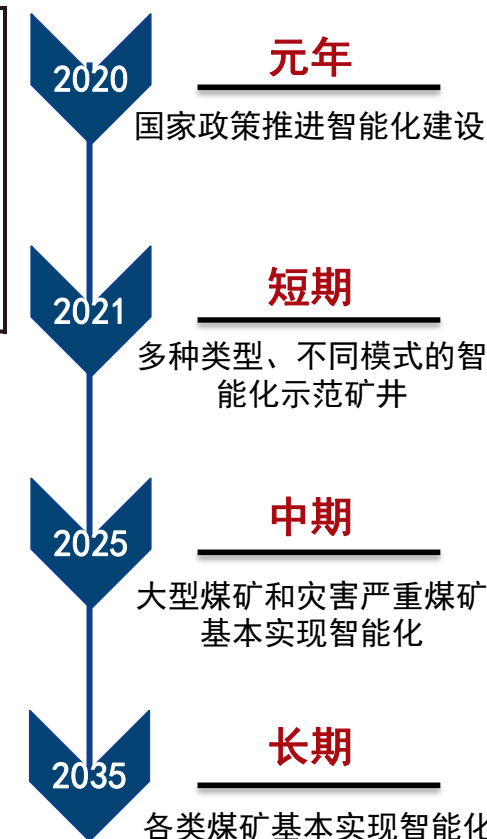 2020
元年
国家政策推进智能化建设
2021
短期
多种类型、不同模式的智
能化示范矿井
2025
中期
大型煤矿和灾害严重煤矿
基本实现智能化
2035
长期
各类煤矿基本实现智能化